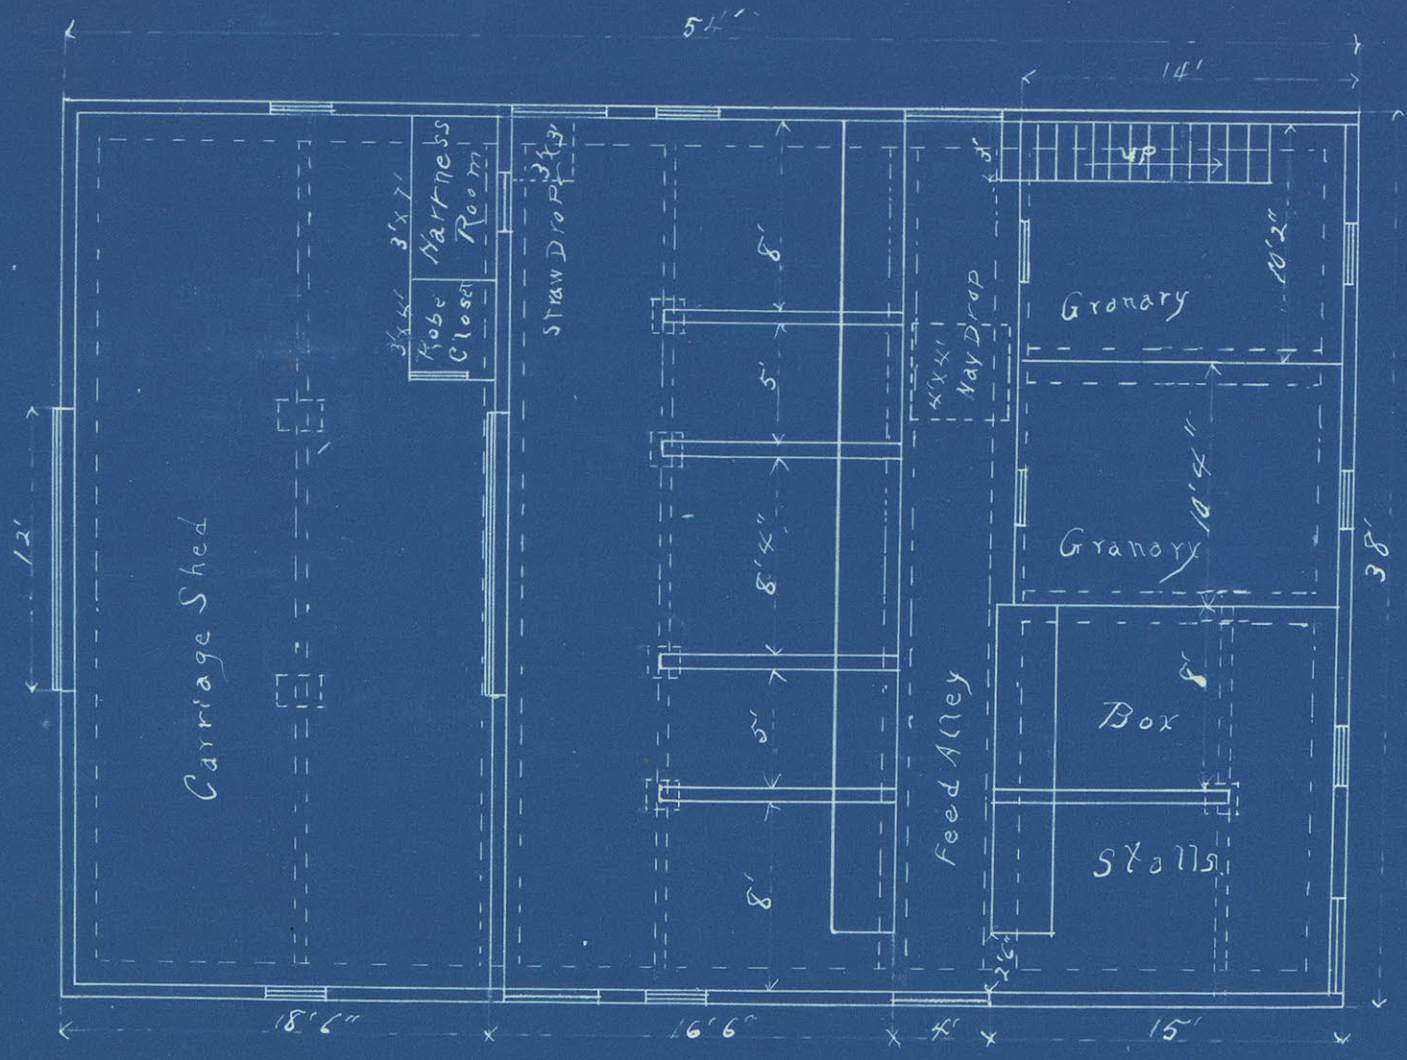 54'
14'
3'x3'
Straw Drop
Harness
Room
3'x7'
Robe
Closet
3'x4'
3'
UP
10'2"
Granary
4'x4'
Hay Drop
8'
5'
8'4"
5'
8'
10'4"
Granary
12'
Carriage Shed
38'
8'
Box
Feed Alley
Stalls.
2'6"
18'6"
16'6"
4'
15'